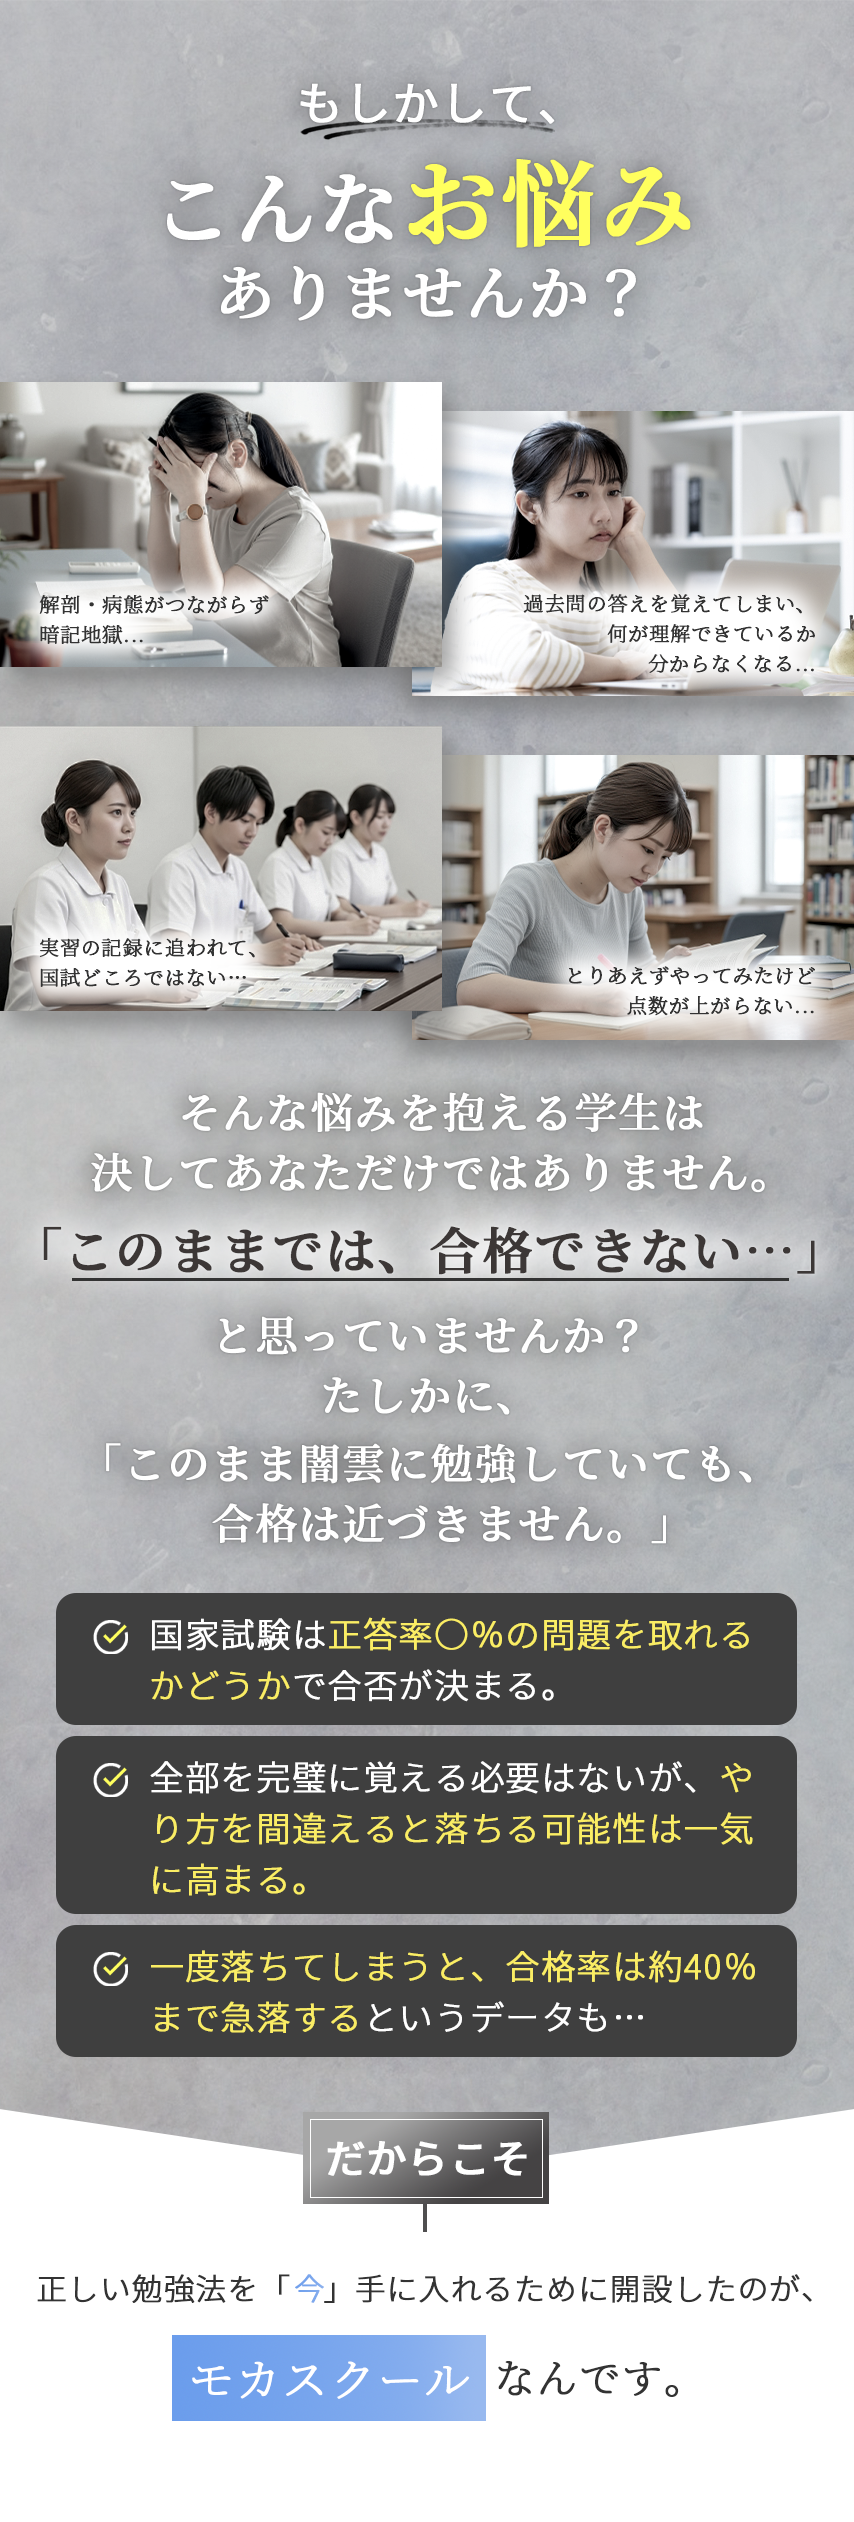 もしかして、
こんなお悩み
ありませんか？
解剖・病態がつながらず
暗記地獄…
過去問の答えを覚えてしまい、
何が理解できているか
分からなくなる…
実習の記録に追われて、
国試どころではない…
とりあえずやってみたけど
点数が上がらない…
そんな悩みを抱える学生は
決してあなただけではありません。
「このままでは、合格できない…」
と思っていませんか？
たしかに、
「このまま闇雲に勉強していても、
合格は近づきません。」
国家試験は正答率〇%の問題を取れる
かどうかで合否が決まる。
全部を完璧に覚える必要はないが、や
り方を間違えると落ちる可能性は一気
に高まる。
一度落ちてしまうと、合格率は約40%
まで急落するというデータも…
だからこそ
正しい勉強法を「今」手に入れるために開設したのが、
モカスクール なんです。